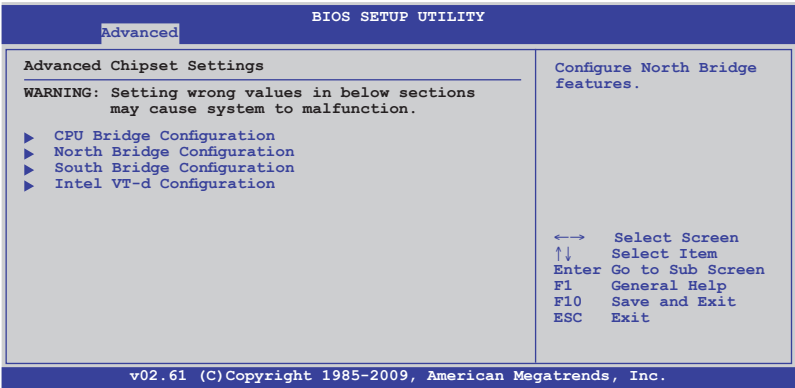 BIOS SETUP UTILITY
Advanced
Advanced Chipset Settings
WARNING: Setting wrong values in below sections
may cause system to malfunction.
CPU Bridge Configuration
North Bridge Configuration
South Bridge Configuration
Intel VT-d Configuration
Configure North Bridge
features.
←→ Select Screen
↑↓ Select Item
Enter Go to Sub Screen
F1 General Help
F10 Save and Exit
ESC Exit
v02.61 (C)Copyright 1985-2009, American Megatrends, Inc.